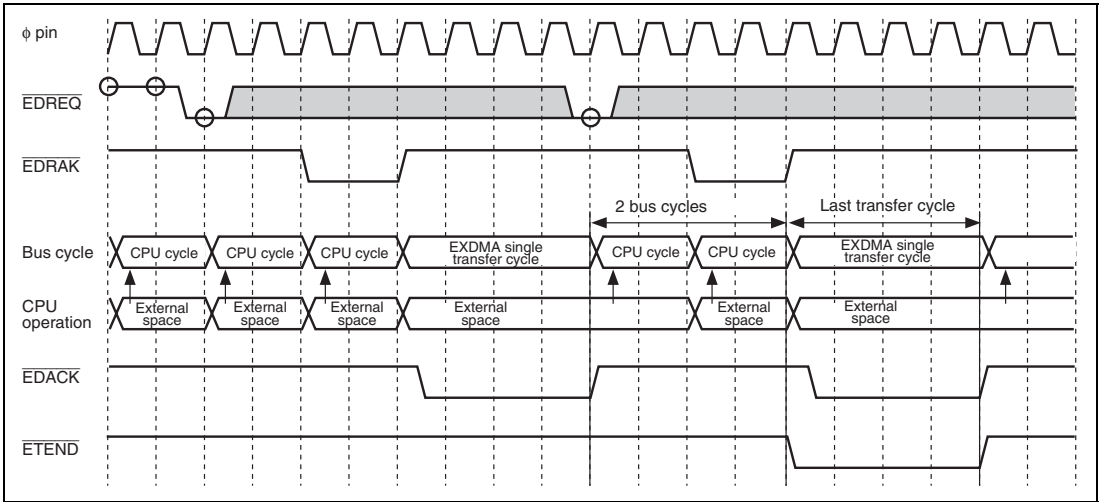 φ pin
EDREQ
EDRAK
2 bus cycles
Last transfer cycle
Bus cycle
CPU cycle
CPU cycle
CPU cycle
EXDMA single
transfer cycle
CPU cycle
CPU cycle
EXDMA single
transfer cycle
CPU
operation
External
space
External
space
External
space
External
space
External
space
External
space
EDACK
ETEND